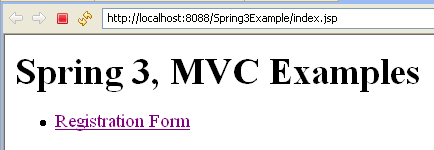 http://localhost:8088/Spring3Example/index.jsp
Spring 3, MVC Examples
Registration Form